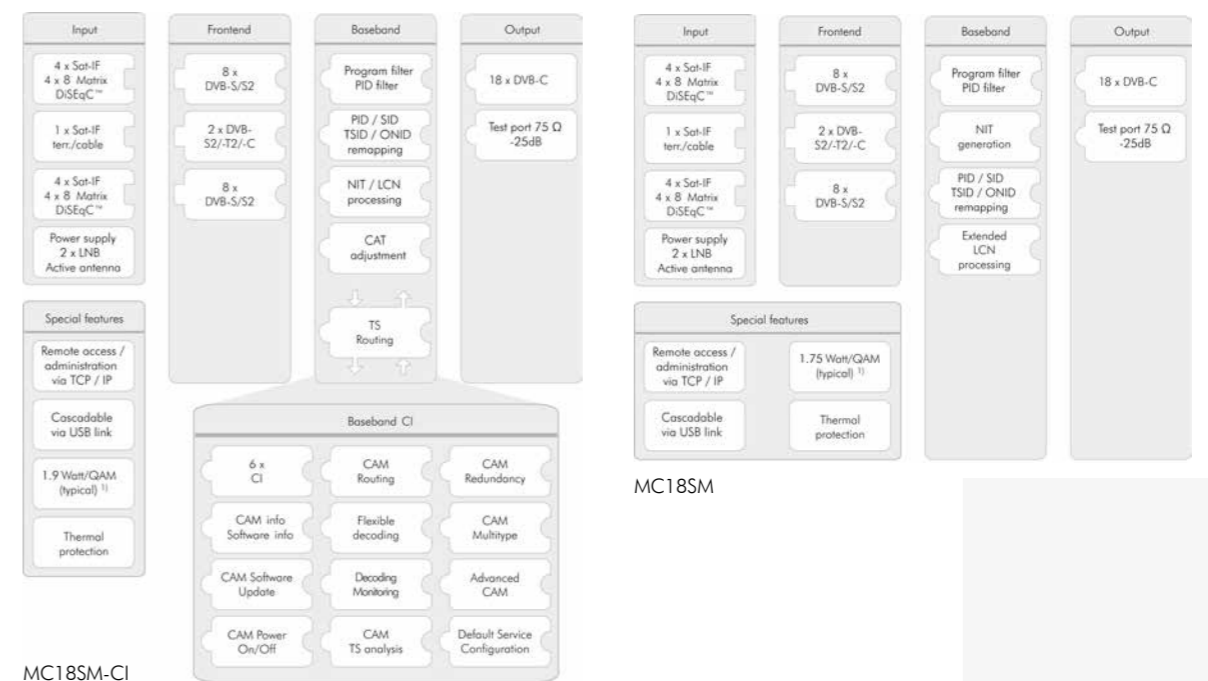 Input
4 x Sat-IF
4 x 8 Matrix
DiSEqC™
1 x Sat-IF
terr./cable
4 x Sat-IF
4 x 8 Matrix
DiSEqC™
Power supply
2 x LNB
Active antenna
Frontend
8 x
DVB-S/S2
2 x DVB-
S2/-T2/-C
8 x
DVB-S/S2
Baseband
Program filter
PID filter
PID / SID
TSID / ONID
remapping
NIT / LCN
processing
CAT
adjustment
TS
Routing
Output
18 x DVB-C
Test port 75 Ω
-25dB
Special features
Remote access /
administration
via TCP / IP
Cascadable
via USB link
1.9 Watt/QAM
(typical) 1)
Thermal
protection
Baseband CI
6 x
CI
CAM
Routing
CAM
Redundancy
CAM info
Software info
Flexible
decoding
CAM
Multitype
CAM Software
Update
Decoding
Monitoring
Advanced
CAM
CAM Power
On/Off
CAM
TS analysis
Default Service
Configuration
MC18SM-CI
Input
4 x Sat-IF
4 x 8 Matrix
DiSEqC™
1 x Sat-IF
terr./cable
4 x Sat-IF
4 x 8 Matrix
DiSEqC™
Power supply
2 x LNB
Active antenna
Frontend
8 x
DVB-S/S2
2 x DVB-
S2/-T2/-C
8 x
DVB-S/S2
Baseband
Program filter
PID filter
NIT
generation
PID / SID
TSID / ONID
remapping
Extended
LCN
processing
Output
18 x DVB-C
Test port 75 Ω
-25dB
Special features
Remote access /
administration
via TCP / IP
1.75 Watt/QAM
(typical) 1)
Cascadable
via USB link
Thermal
protection
MC18SM